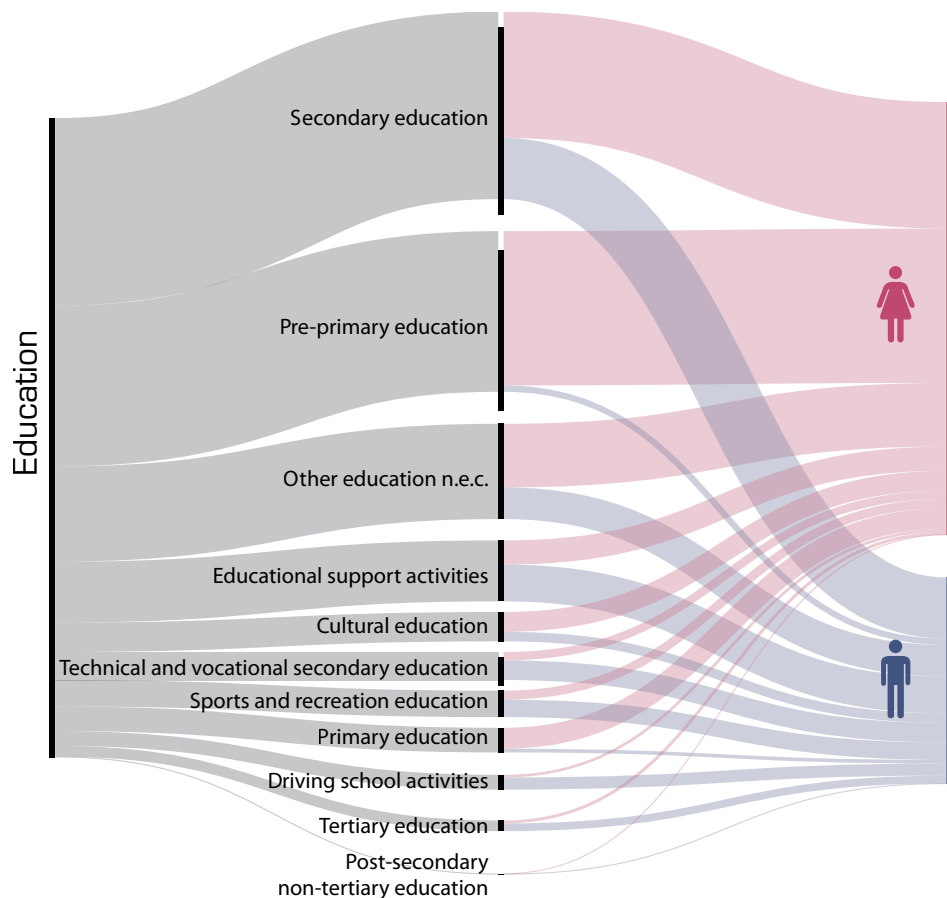 Education
Secondary education
Pre-primary education
Other education n.e.c.
Educational support activities
Cultural education
Technical and vocational secondary education
Sports and recreation education
Primary education
Driving school activities
Tertiary education
Post-secondary
non-tertiary education